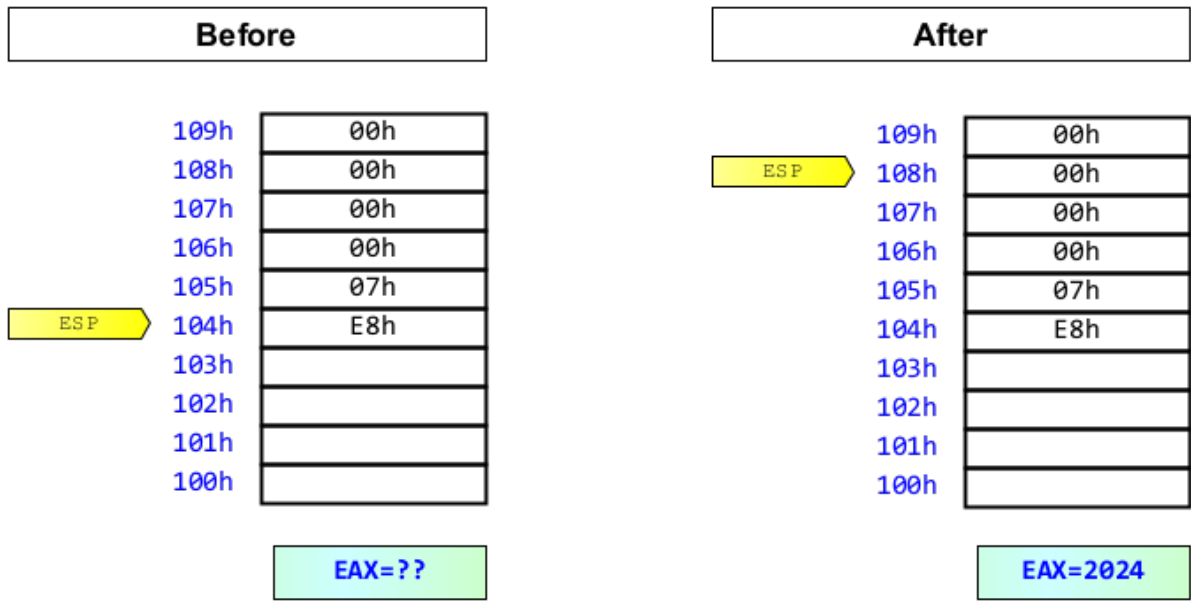 Before
After
109h 00h
108h 00h
107h 00h
106h 00h
105h 07h
ESP 104h E8h
103h
102h
101h
100h
EAX=??
109h 00h
ESP 108h 00h
107h 00h
106h 00h
105h 07h
104h E8h
103h
102h
101h
100h
EAX=2024